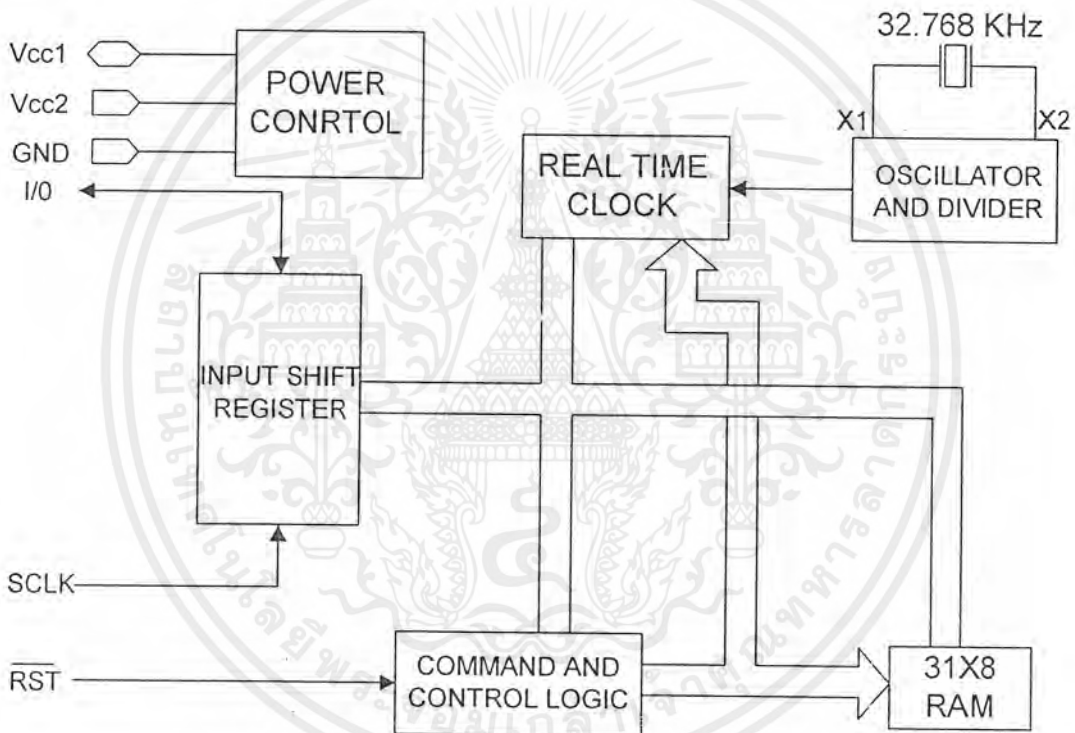 Vcc1
Vcc2
GND
I/0
POWER
CONRTOL
32.768 KHz
X1
X2
REAL TIME
CLOCK
OSCILLATOR
AND DIVIDER
INPUT SHIFT
REGISTER
SCLK
RST
COMMAND AND
CONTROL LOGIC
31X8
RAM